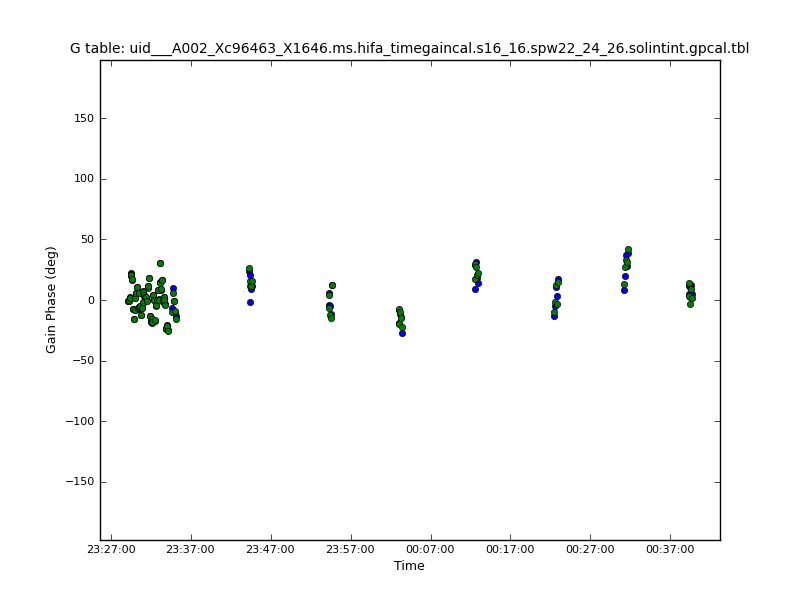 G table: uid___A002_Xc96463_X1646.ms.hifa_timegaincal.s16_16.spw22_24_26.solintint.gpcal.tbl
Gain Phase (deg)
150
100
50
0
−50
−100
−150
23:27:00 23:37:00 23:47:00 23:57:00 00:07:00 00:17:00 00:27:00 00:37:00
Time